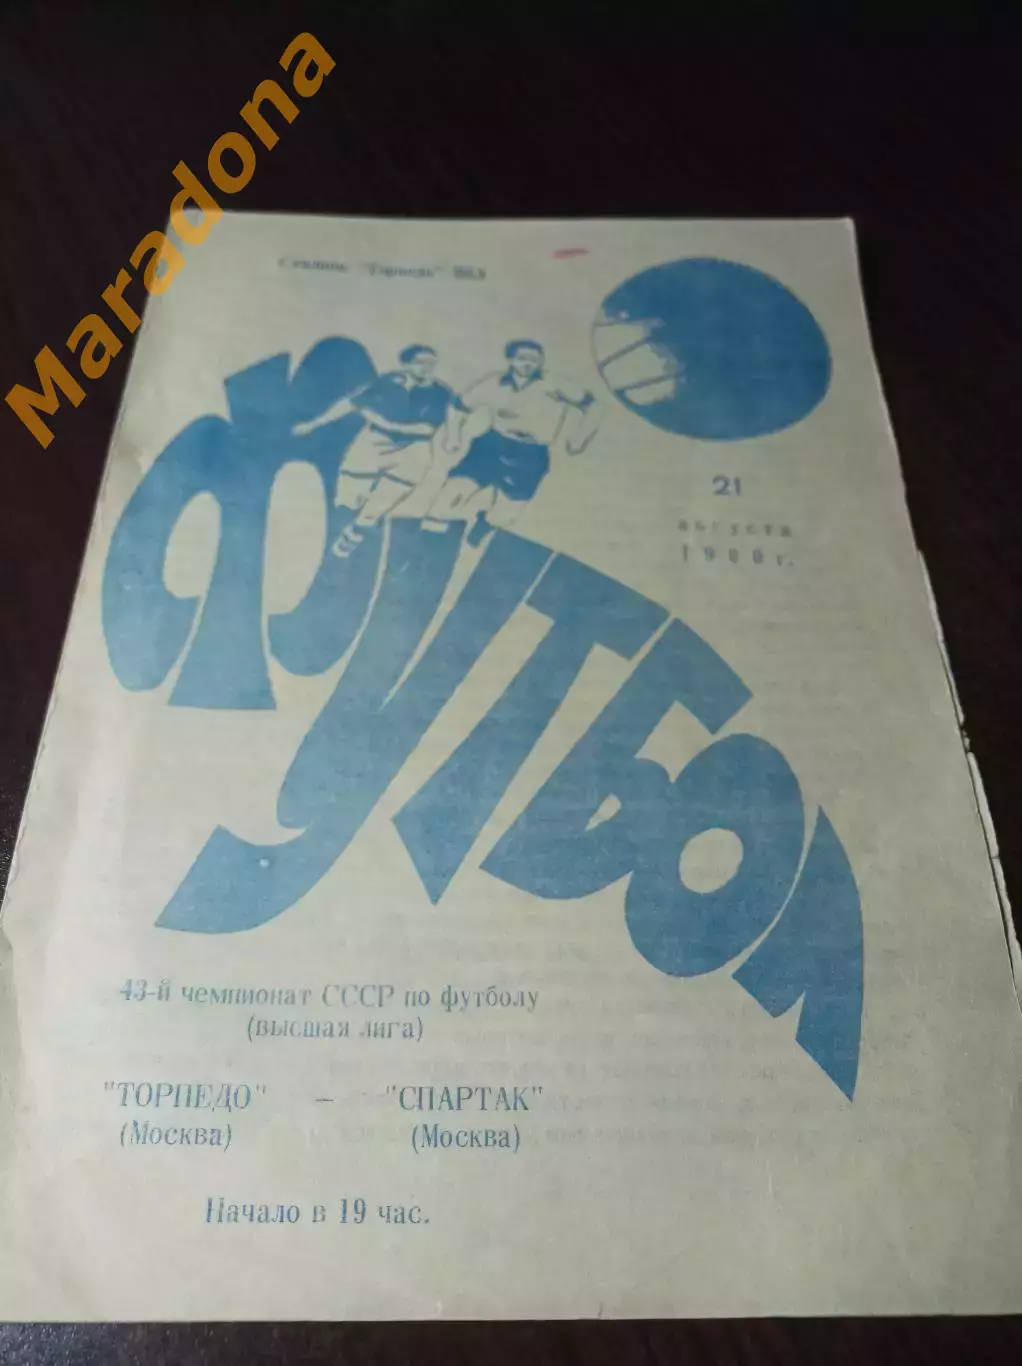 Maradona
Стадион "Торпедо"
21
августа
1980 г.
ФУТБОЛ
43-й чемпионат СССР по футболу
(высшая лига)
"ТОРПЕДО" – "СПАРТАК"
(Москва) (Москва)
Начало в 19 час.